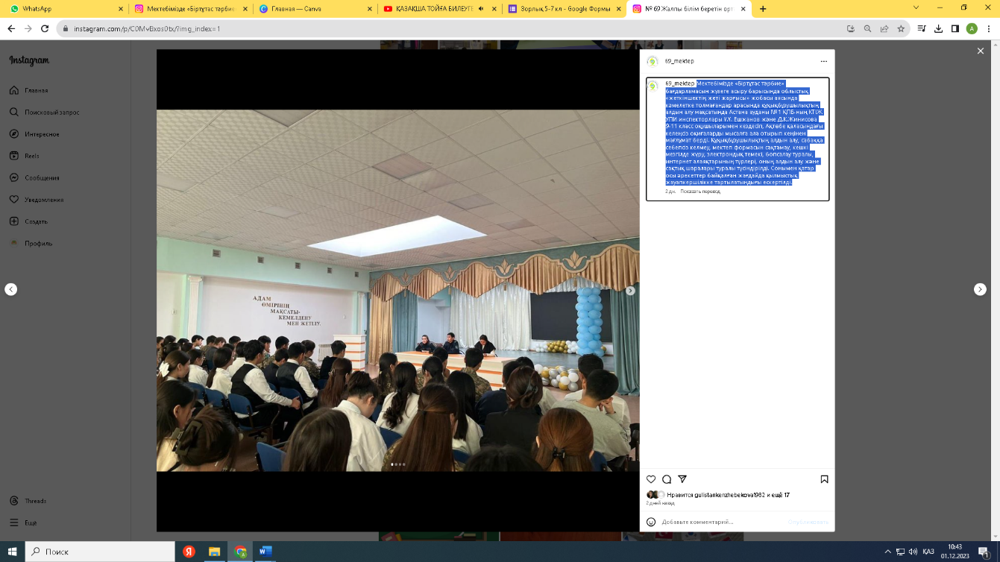 WhatsApp
Мектебімізде «Біртұтас тәрбие
Главная — Canva
ҚАЗАҚША ТОЙҒА БИЛЕУГЕ
Зорлық 5-7 кл - Google Формы
№ 69 Жалпы білім беретін орт
instagram.com/p/C0MvBxos0tx/?img_index=1
Instagram
Главная
Поисковый запрос
Интересное
Reels
Сообщения
Уведомления
Создать
Профиль
Threads
Ещё
АДАМ
ӨМІРІНІҢ
МАҚСАТЫ-
КЕМЕЛДЕНУ
МЕН ЖЕТІЛУ.
69_mektep
69_mektep Мектебімізде «Біртұтас тәрбие»
бағдарламасын жүзеге асыру барысында облыстық
«жеткіншектің жеті жарғысы» жобасы аясында
кәмелетке толмағандар арасында құқықбұзушылықтың
алдын алу мақсатында Астана ауданы №1 ҚПБ-ның КТІЖ
УПИ инспекторлары Ұ.Ұ. Ешжанов және Д.К.Жинисова
9-11 класс оқушыларымен кездесіп, Ақтөбе қаласындағы
келеңсіз оқиғаларды мысалға ала отырып кеңінен
мағлұмат берді. Құқықбұзушылықтың алдын алу, сабаққа
себепсіз келмеу, мектеп формасын сақтамау, кешкі
мезгілде жүру, электрондық темекі, бопсалау туралы,
интернет алаяқтарының түрлері, оның алдын алу және
сақтық шаралары туралы түсіндірілді. Сонымен қатар
осы әрекеттер байқалған жағдайда қылмыстық
жауапкершілікке тартылатындығы ескертілді.
2 дн. Показать перевод
Нравится gulistankenzhebekova1982 и ещё 17
2 дней назад
Добавьте комментарий...
Опубликовать
Поиск
ҚАЗ
10:43
01.12.2023